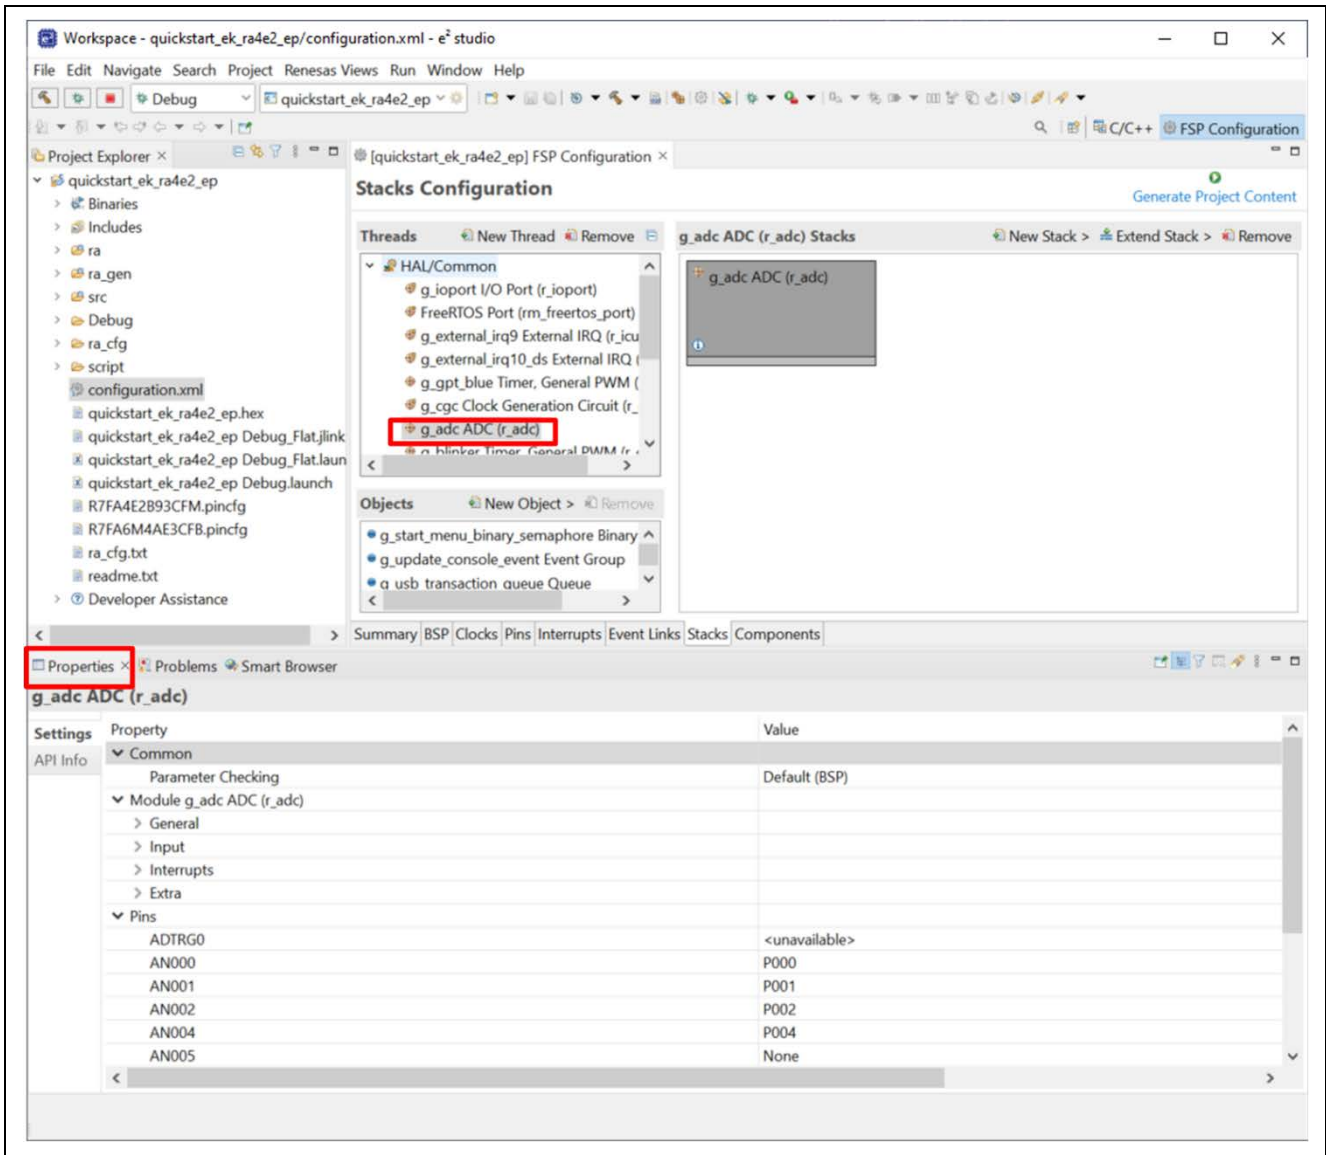 Workspace - quickstart_ek_ra4e2_ep/configuration.xml - e² studio
File Edit Navigate Search Project Renesas Views Run Window Help
Debug
quickstart_ek_ra4e2_ep
C/C++
FSP Configuration
Project Explorer
quickstart_ek_ra4e2_ep
Binaries
Includes
ra
ra_gen
src
Debug
ra_cfg
script
configuration.xml
quickstart_ek_ra4e2_ep.hex
quickstart_ek_ra4e2_ep Debug_Flat.jlink
quickstart_ek_ra4e2_ep Debug_Flat.laun
quickstart_ek_ra4e2_ep Debug.launch
R7FA4E2B93CFM.pincfg
R7FA6M4AE3CFB.pincfg
ra_cfg.txt
readme.txt
Developer Assistance
[quickstart_ek_ra4e2_ep] FSP Configuration
Stacks Configuration
Generate Project Content
Threads
New Thread
Remove
HAL/Common
g_ioport I/O Port (r_ioport)
FreeRTOS Port (rm_freertos_port)
g_external_irq9 External IRQ (r_icu
g_external_irq10_ds External IRQ (
g_gpt_blue Timer, General PWM (
g_cgc Clock Generation Circuit (r_
g_adc ADC (r_adc)
g_blinker Timer, General PWM (r_
Objects
New Object >
Remove
g_start_menu_binary_semaphore Binary
g_update_console_event Event Group
g_usb_transaction_queue Queue
g_adc ADC (r_adc) Stacks
New Stack >
Extend Stack >
Remove
g_adc ADC (r_adc)
Summary BSP Clocks Pins Interrupts Event Links Stacks Components
Properties
Problems
Smart Browser
g_adc ADC (r_adc)
Settings
API Info
Property Value
Common
Parameter Checking Default (BSP)
Module g_adc ADC (r_adc)
General
Input
Interrupts
Extra
Pins
ADTRG0 <unavailable>
AN000 P000
AN001 P001
AN002 P002
AN004 P004
AN005 None